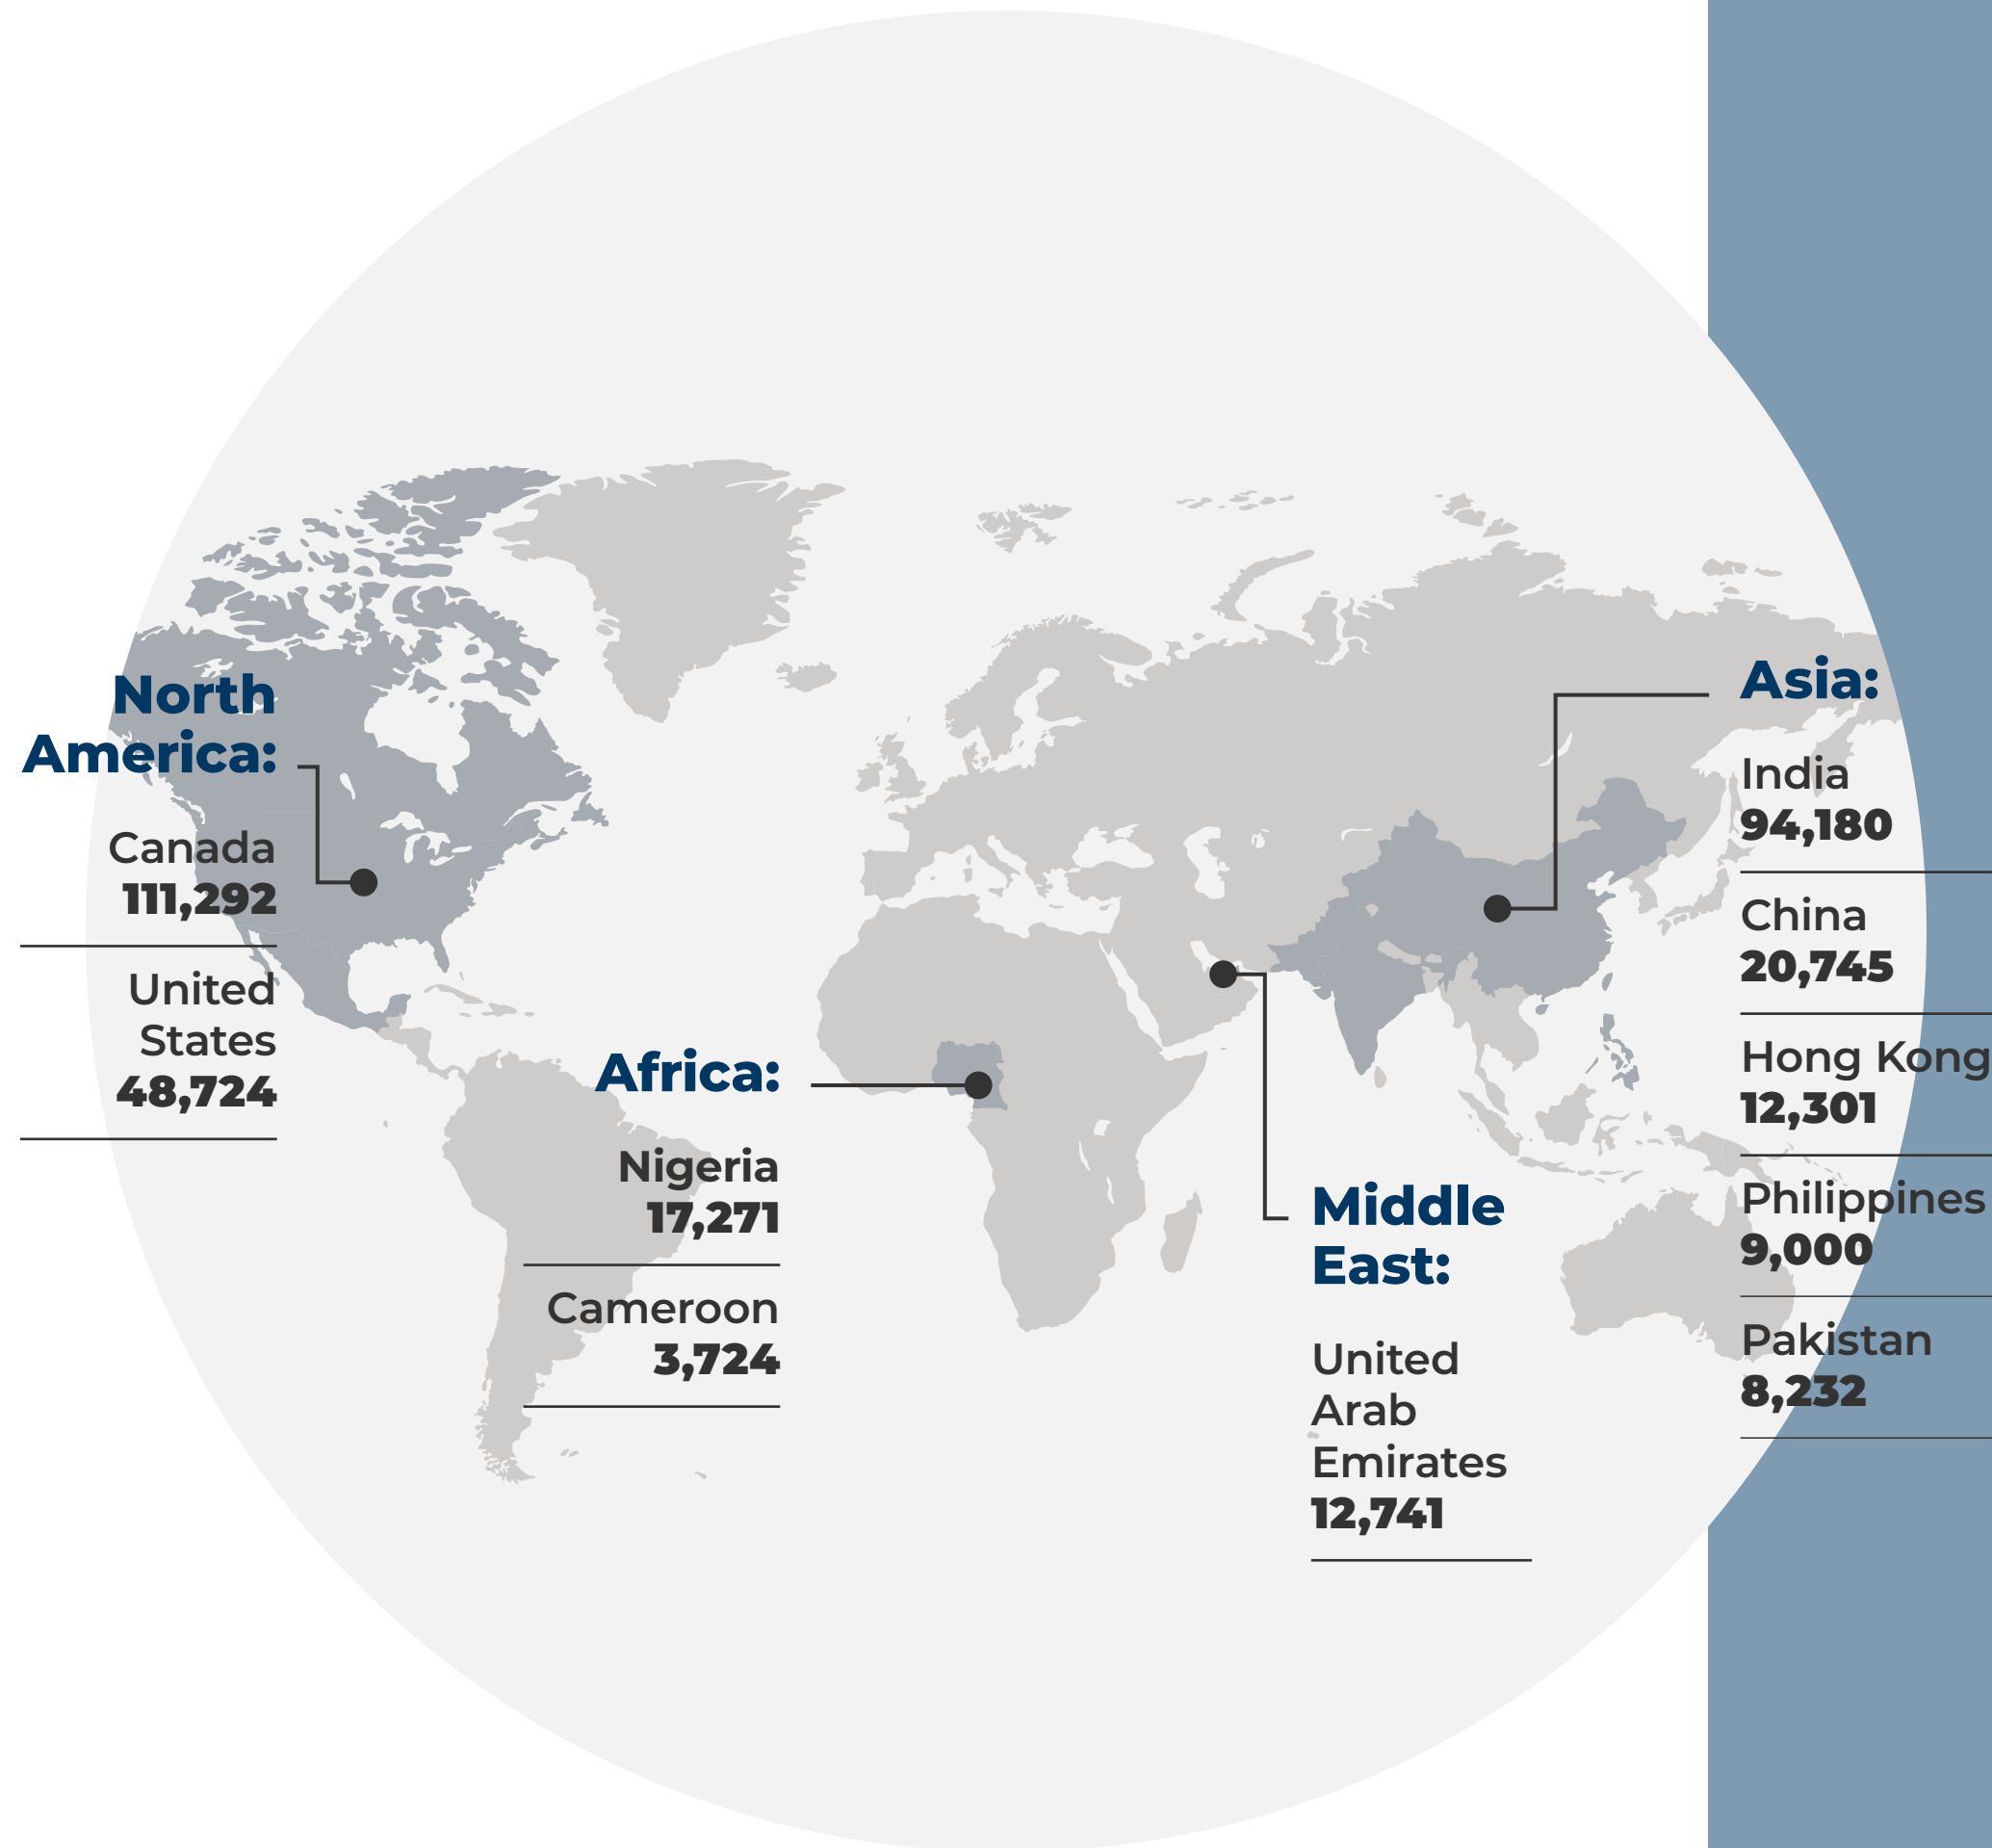 North
America:
Canada
111,292
United
States
48,724
Africa:
Nigeria
17,271
Cameroon
3,724
Middle
East:
United
Arab
Emirates
12,741
Asia:
India
94,180
China
20,745
Hong Kong
12,301
Philippines
9,000
Pakistan
8,232